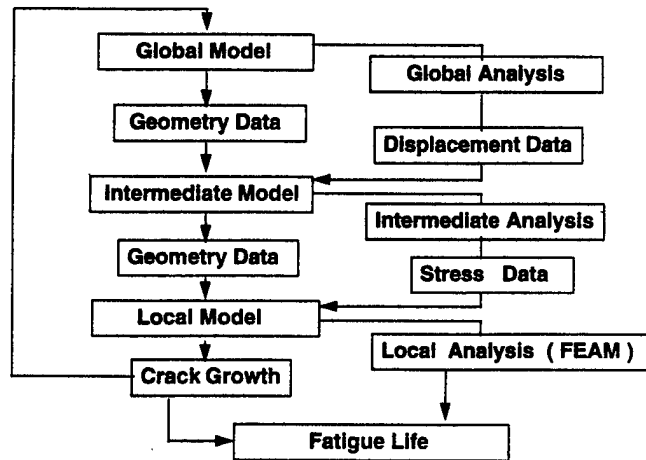 Global Model
Global Analysis
Geometry Data
Displacement Data
Intermediate Model
Intermediate Analysis
Geometry Data
Stress Data
Local Model
Local Analysis ( FEAM )
Crack Growth
Fatigue Life